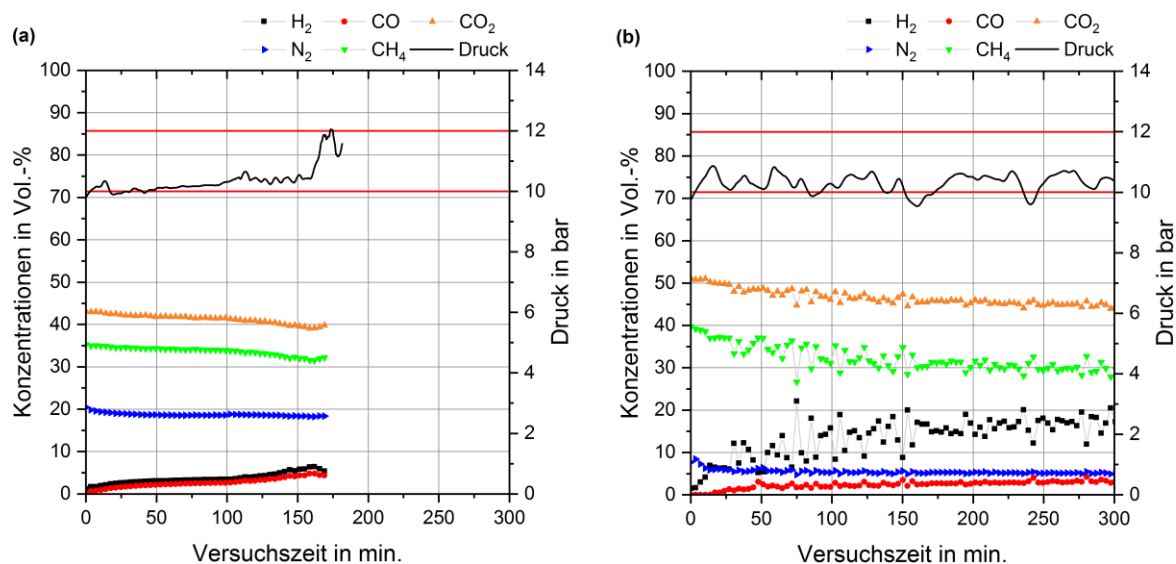 (a)
H₂ CO CO₂
N₂ CH₄ Druck
Konzentrationen in Vol.-%
100
90
80
70
60
50
40
30
20
10
0
14
12
10
8
6
4
2
0
Druck in bar
0 50 100 150 200 250 300
Versuchszeit in min.
(b)
H₂ CO CO₂
N₂ CH₄ Druck
Konzentrationen in Vol.-%
100
90
80
70
60
50
40
30
20
10
0
14
12
10
8
6
4
2
0
Druck in bar
0 50 100 150 200 250 300
Versuchszeit in min.